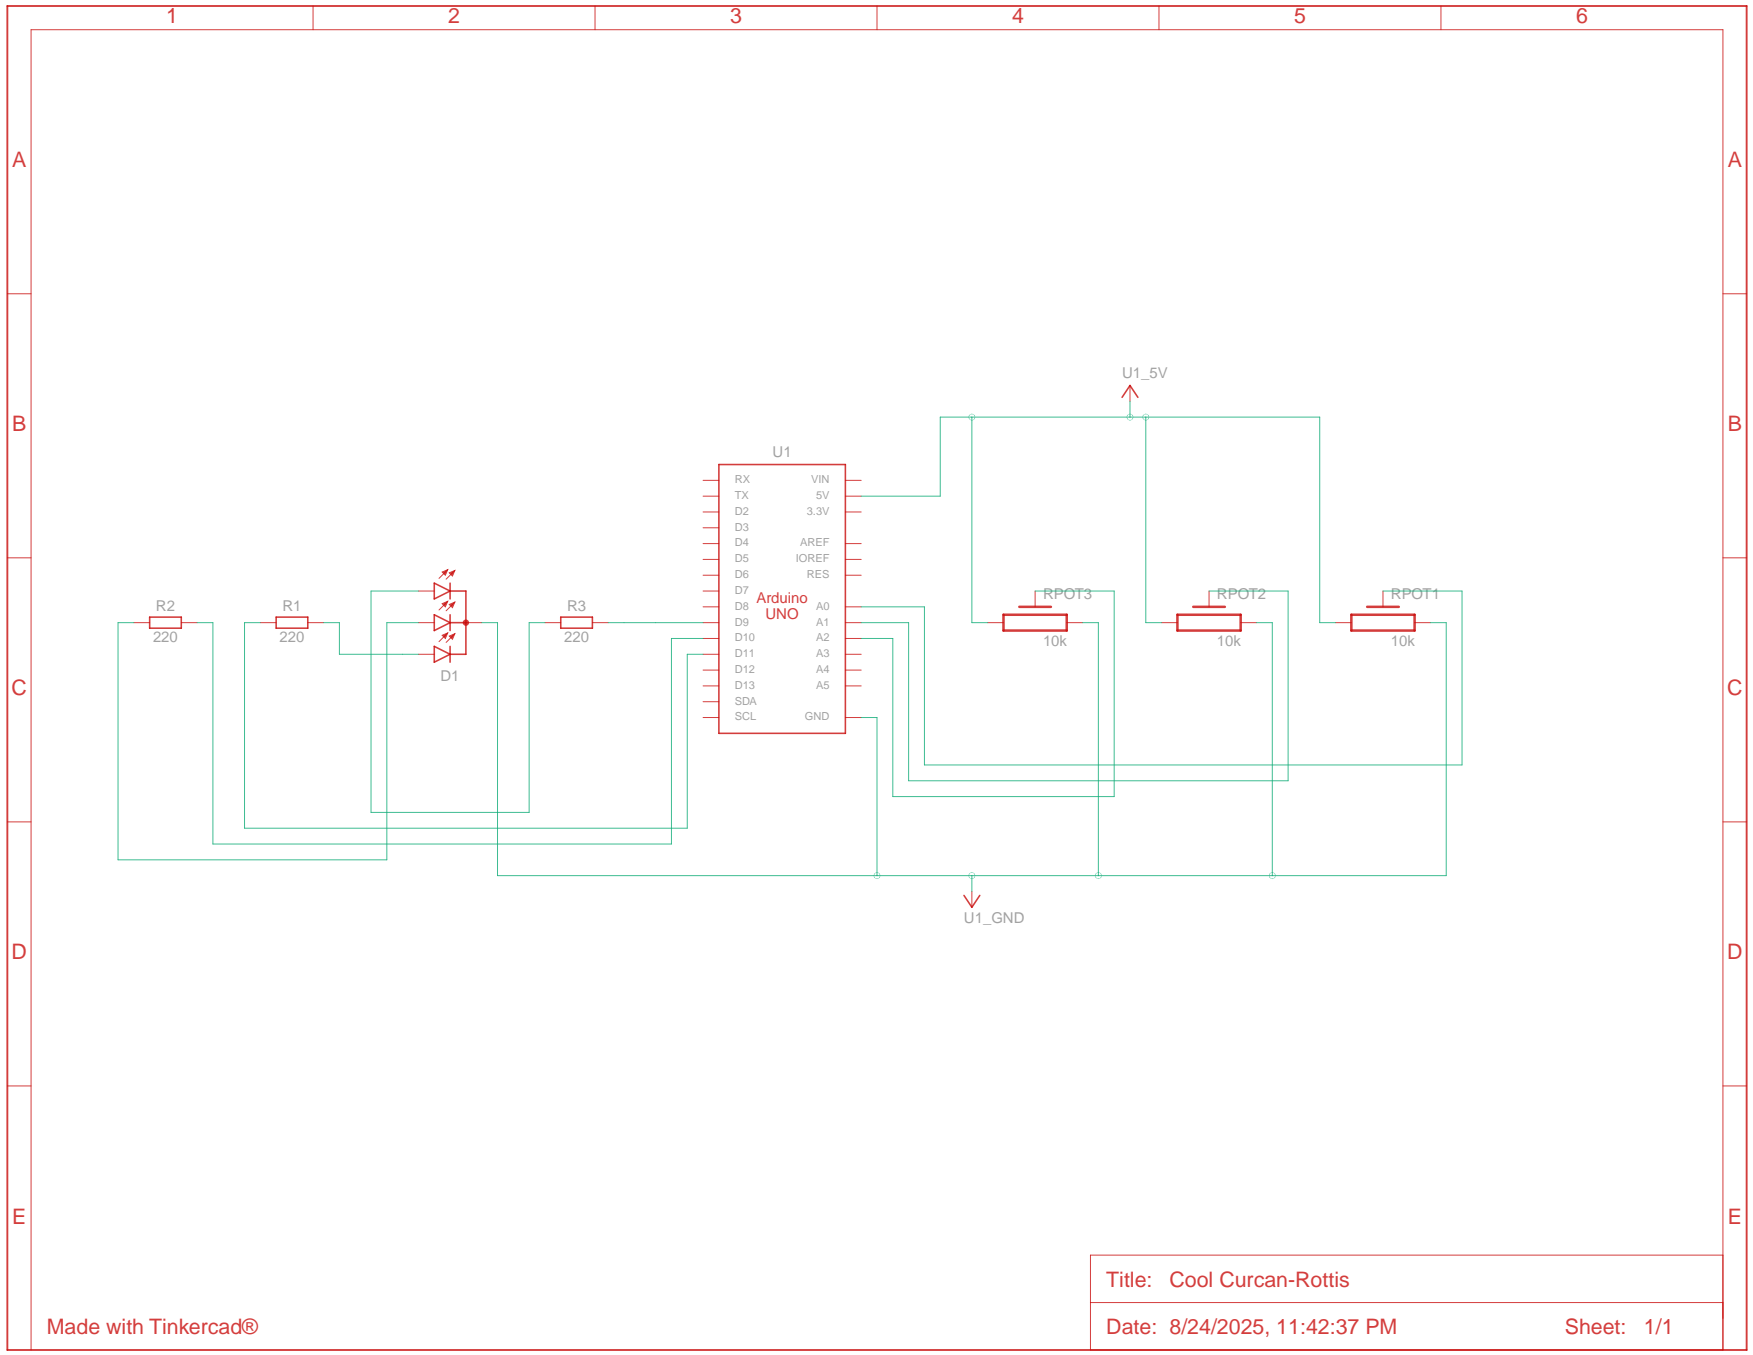 1 2 3 4 5 6
A A
B B
C C
D D
E E
U1_5V
U1
RX VIN
TX 5V
D2 3.3V
D3
D4 AREF
D5 IOREF
D6 RES
D7
Arduino
UNO
D8 A0
D9 A1
D10 A2
D11 A3
D12 A4
D13 A5
SDA
SCL GND
R2
220
R1
220
D1
R3
220
RPOT3
10k
RPOT2
10k
RPOT1
10k
U1_GND
Title: Cool Curcan-Rottis
Date: 8/24/2025, 11:42:37 PM Sheet: 1/1
Made with Tinkercad®